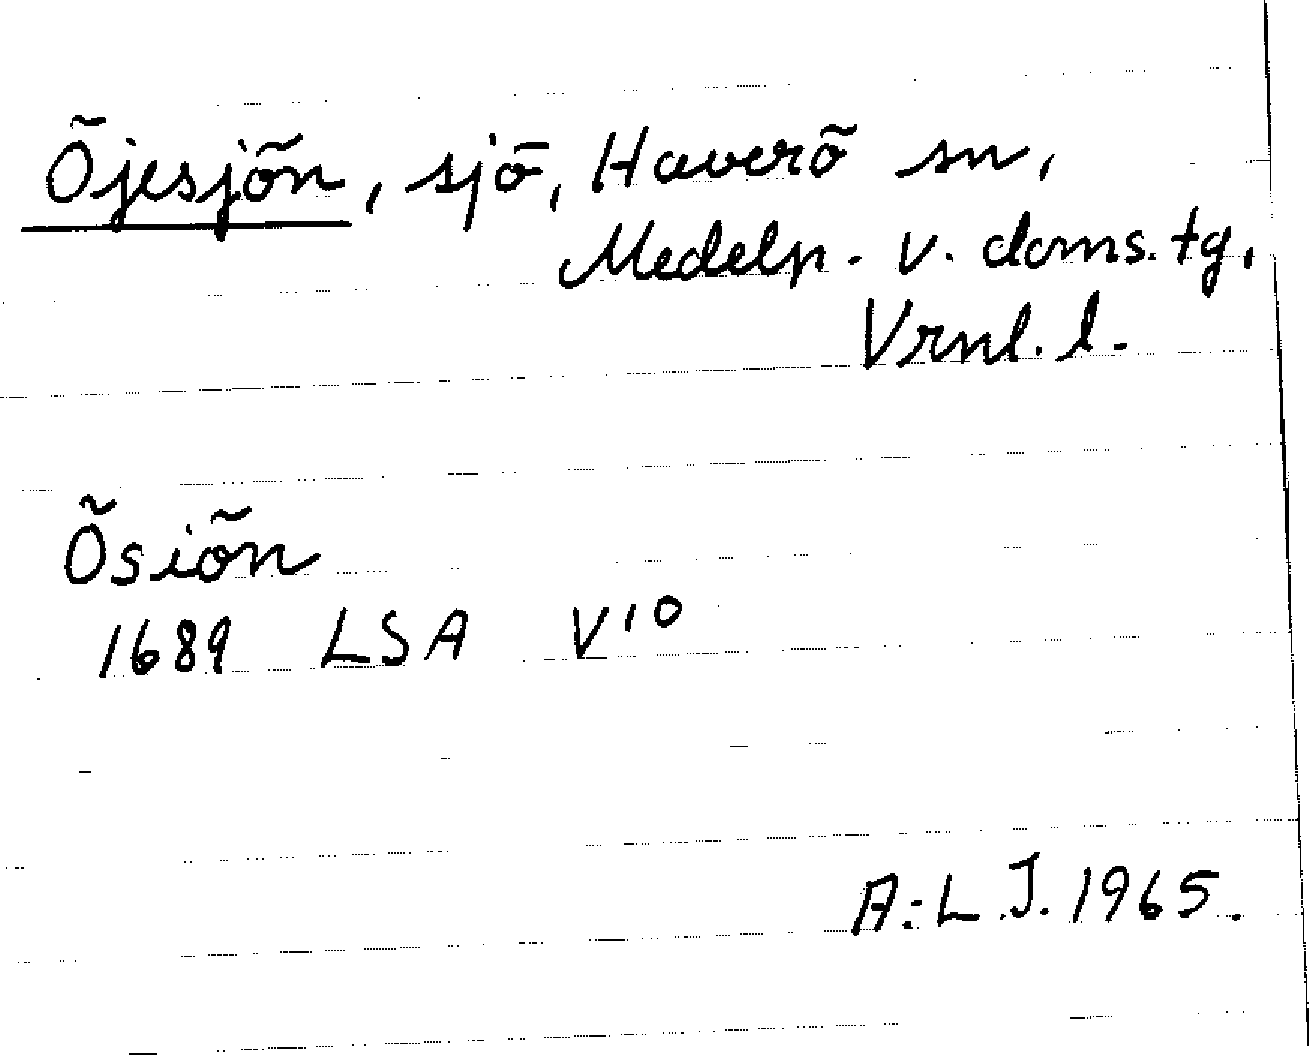 Öjesjön, sjö, Haverö sn,
Medelp. v. doms.tg,
Vrnl. l.
Ösiön
1689 LSA V10
A:L J. 1965.